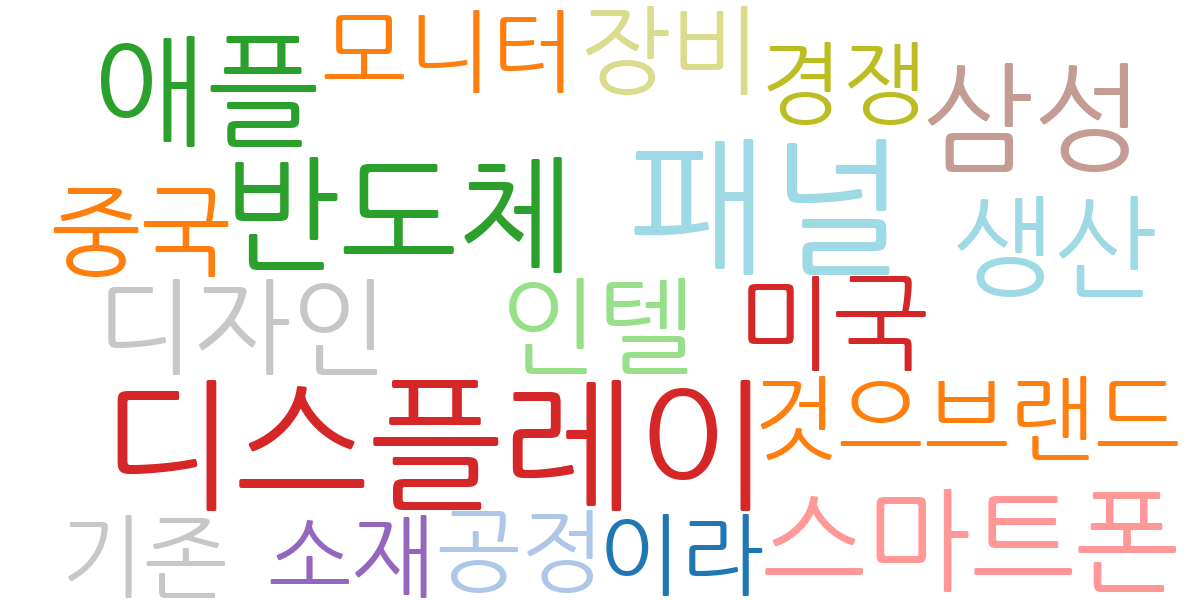 애플 모니터 장비 경쟁 삼성
중국 반도체 패널 생산
디자인 인텔 미국
디스플레이 것으 브랜드
기존 소재 공정 이라 스마트폰